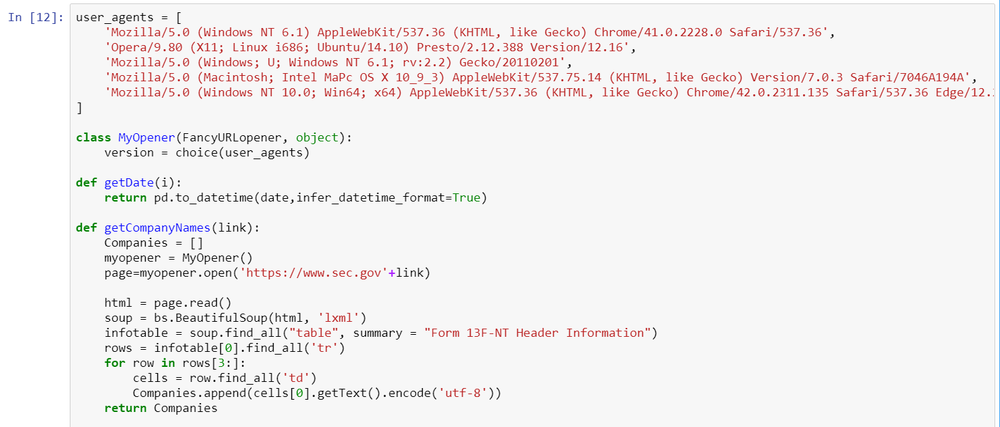 In [12]: user_agents = [
'Mozilla/5.0 (Windows NT 6.1) AppleWebKit/537.36 (KHTML, like Gecko) Chrome/41.0.2228.0 Safari/537.36',
'Opera/9.80 (X11; Linux i686; Ubuntu/14.10) Presto/2.12.388 Version/12.16',
'Mozilla/5.0 (Windows; U; Windows NT 6.1; rv:2.2) Gecko/20110201',
'Mozilla/5.0 (Macintosh; Intel MaPc OS X 10_9_3) AppleWebKit/537.75.14 (KHTML, like Gecko) Version/7.0.3 Safari/7046A194A',
'Mozilla/5.0 (Windows NT 10.0; Win64; x64) AppleWebKit/537.36 (KHTML, like Gecko) Chrome/42.0.2311.135 Safari/537.36 Edge/12.
]
class MyOpener(FancyURLopener, object):
version = choice(user_agents)
def getDate(i):
return pd.to_datetime(date,infer_datetime_format=True)
def getCompanyNames(link):
Companies = []
myopener = MyOpener()
page=myopener.open('https://www.sec.gov'+link)
html = page.read()
soup = bs.BeautifulSoup(html, 'lxml')
infotable = soup.find_all("table", summary = "Form 13F-NT Header Information")
rows = infotable[0].find_all('tr')
for row in rows[3:]:
cells = row.find_all('td')
Companies.append(cells[0].getText().encode('utf-8'))
return Companies